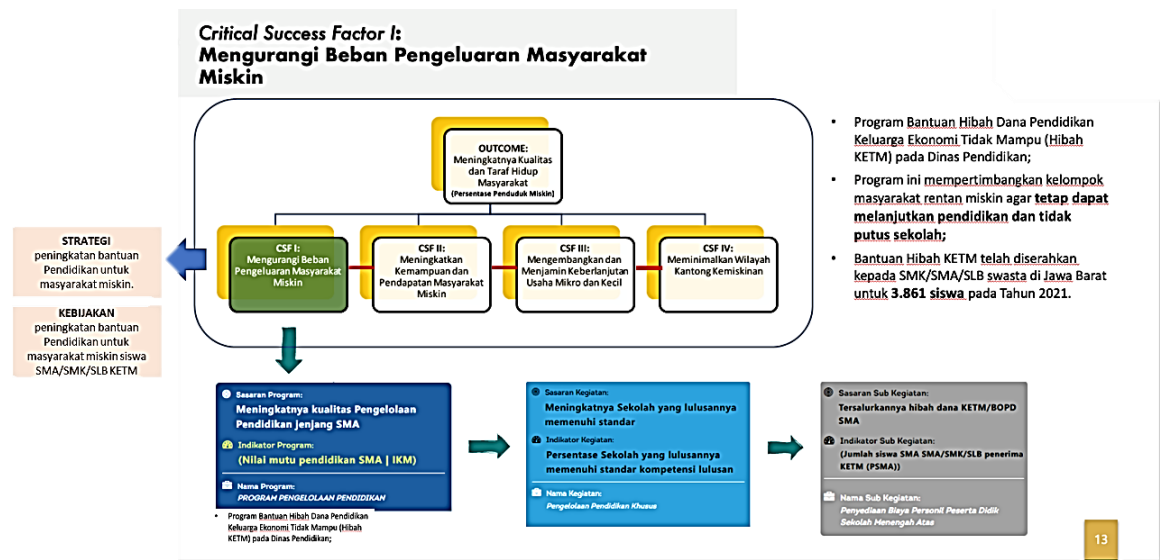 Critical Success Factor I:
Mengurangi Beban Pengeluaran Masyarakat
Miskin
OUTCOME:
Meningkatnya Kualitas
dan Taraf Hidup
Masyarakat
(Persentase Penduduk Miskin)
CSF I:
Mengurangi Beban
Pengeluaran Masyarakat
Miskin
CSF II:
Meningkatkan
Kemampuan dan
Pendapatan Masyarakat
Miskin
CSF III:
Mengembangkan dan
Menjamin Keberlanjutan
Usaha Mikro dan Kecil
CSF IV:
Meminimalkan Wilayah
Kantong Kemiskinan
STRATEGI
peningkatan bantuan
Pendidikan untuk
masyarakat miskin.
KEBIJAKAN
peningkatan bantuan
Pendidikan untuk
masyarakat miskin siswa
SMA/SMK/SLB KETM
• Program Bantuan Hibah Dana Pendidikan
Keluarga Ekonomi Tidak Mampu (Hibah
KETM) pada Dinas Pendidikan;
• Program ini mempertimbangkan kelompok
masyarakat rentan miskin agar tetap dapat
melanjutkan pendidikan dan tidak
putus sekolah;
• Bantuan Hibah KETM telah diserahkan
kepada SMK/SMA/SLB swasta di Jawa Barat
untuk 3.861 siswa pada Tahun 2021.
Sasaran Program:
Meningkatnya kualitas Pengelolaan
Pendidikan jenjang SMA
Indikator Program:
(Nilai mutu pendidikan SMA | IKM)
Nama Program:
PROGRAM PENGELOLAAN PENDIDIKAN
• Program Bantuan Hibah Dana Pendidikan
Keluarga Ekonomi Tidak Mampu (Hibah
KETM) pada Dinas Pendidikan;
Sasaran Kegiatan:
Meningkatnya Sekolah yang lulusannya
memenuhi standar
Indikator Kegiatan:
Persentase Sekolah yang lulusannya
memenuhi standar kompetensi lulusan
Nama Kegiatan:
Pengelolaan Pendidikan Khusus
Sasaran Sub Kegiatan:
Tersalurkannya hibah dana KETM/BOPD
SMA
Indikator Sub Kegiatan:
(Jumlah siswa SMA SMA/SMK/SLB penerima
KETM (PSMA))
Nama Sub Kegiatan:
Penyediaan Biaya Personil Peserta Didik
Sekolah Menengah Atas
13